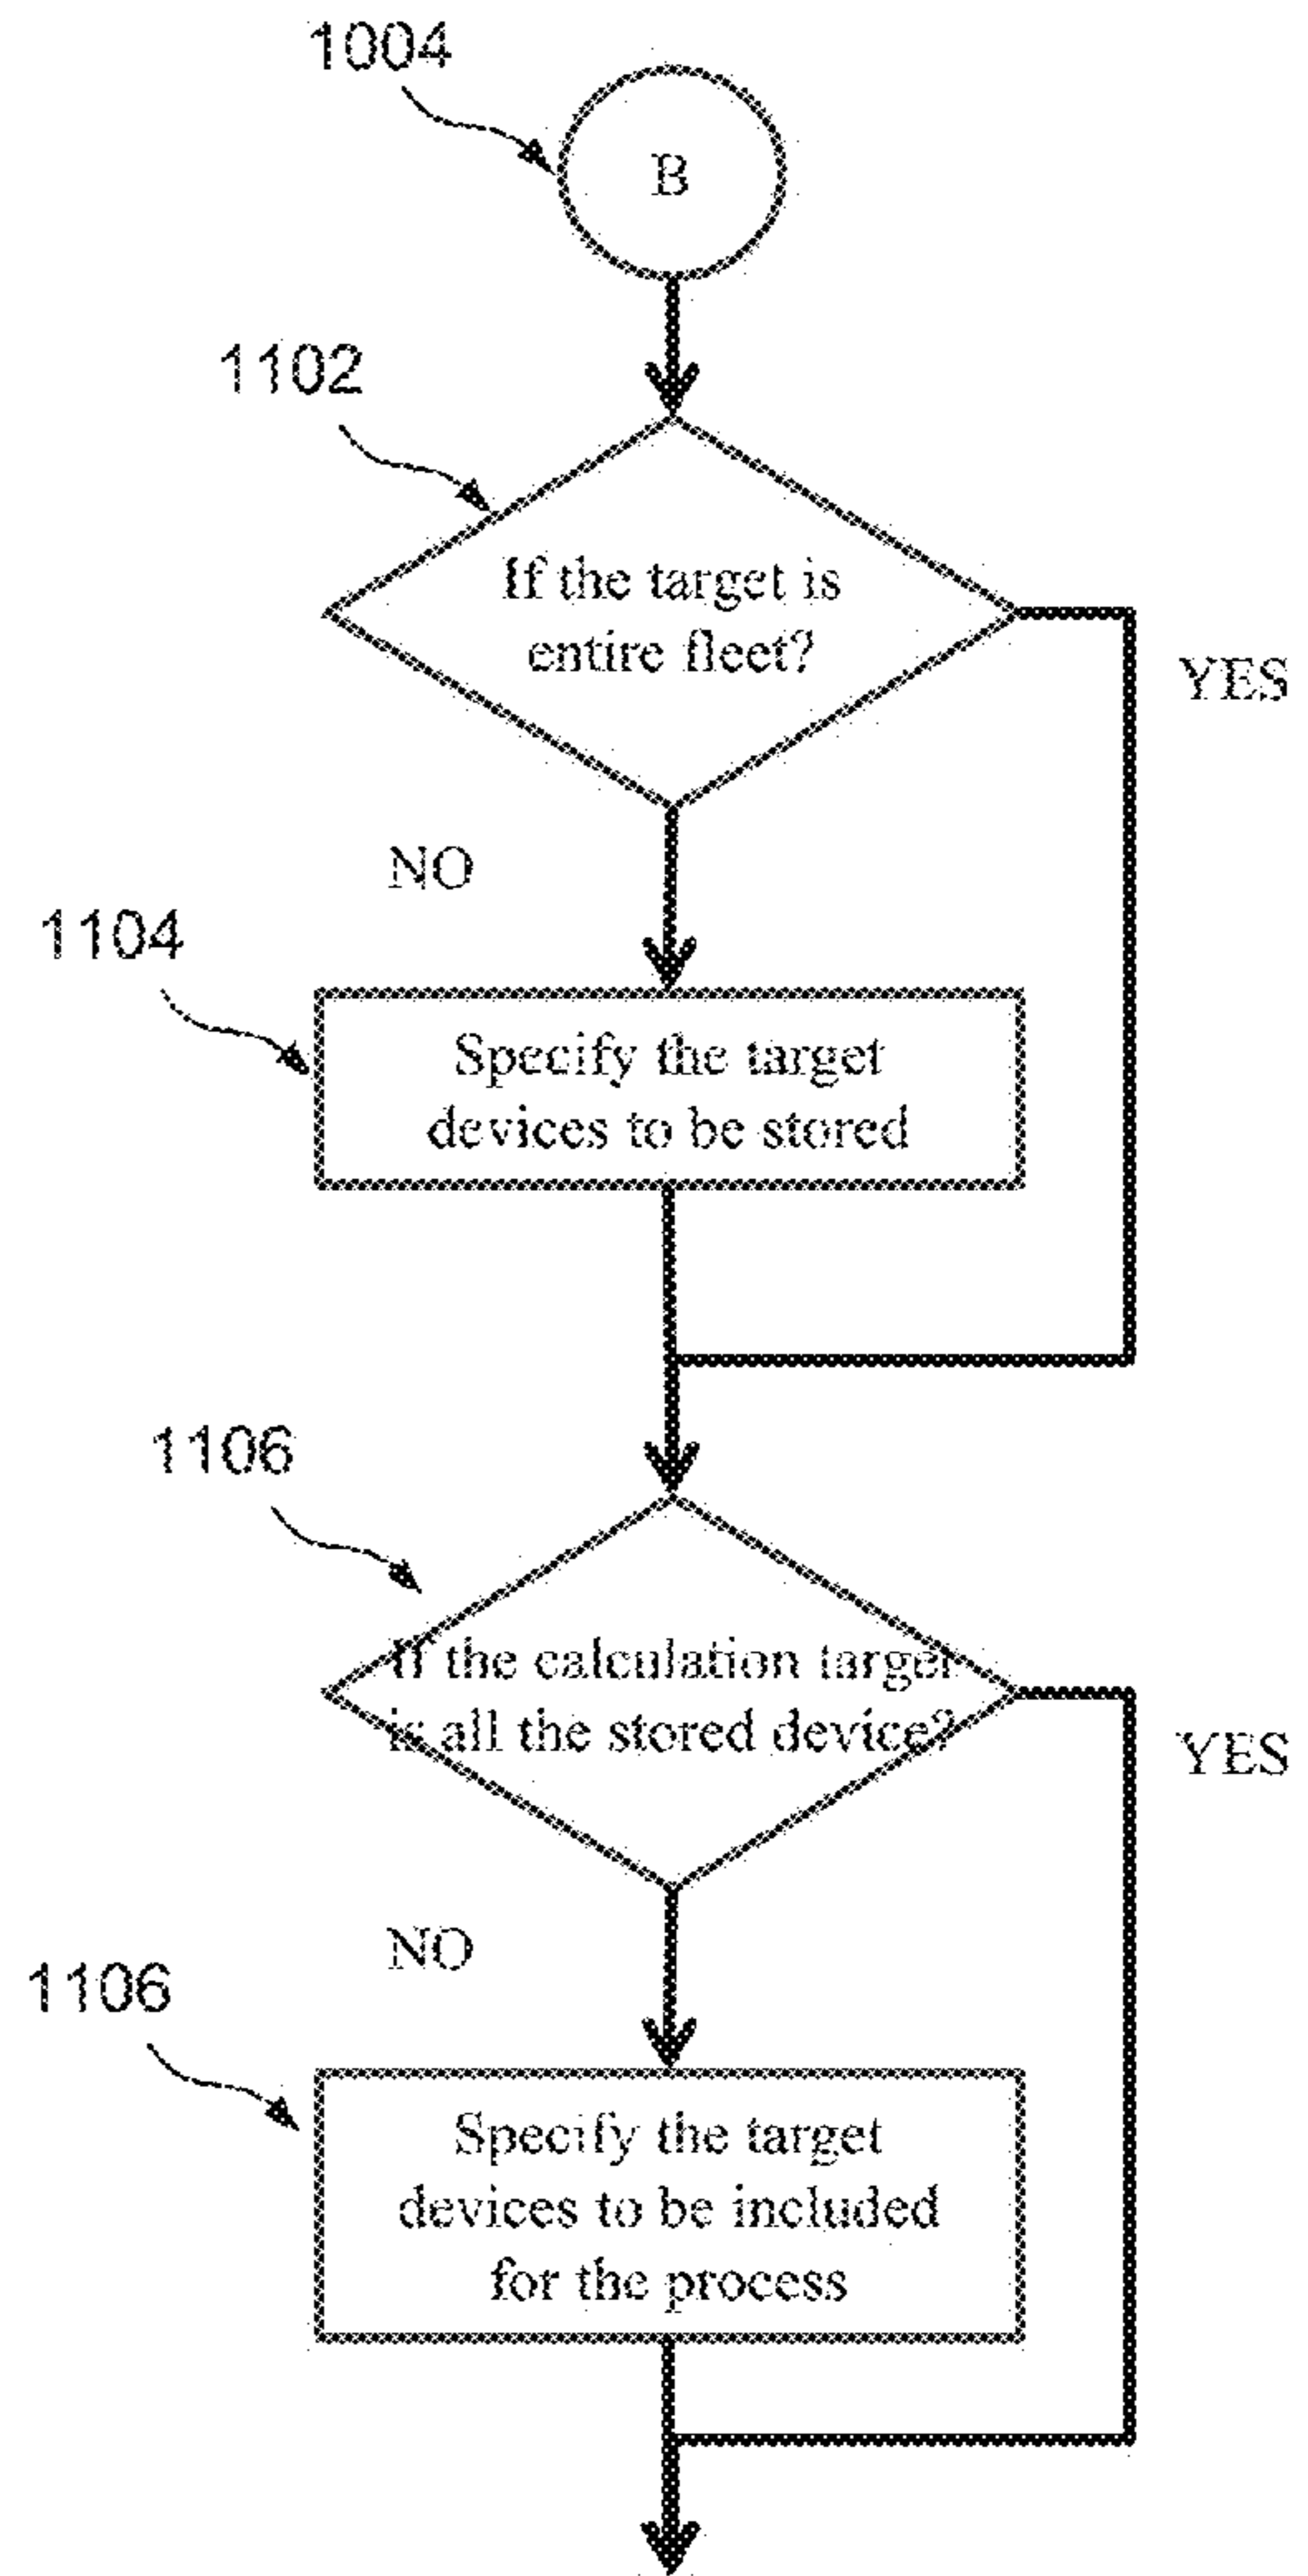 1004
B
1102
If the target is
entire fleet?
YES
NO
1104
Specify the target
devices to be stored
1106
If the calculation target
is all the stored device?
YES
NO
1106
Specify the target
devices to be included
for the process